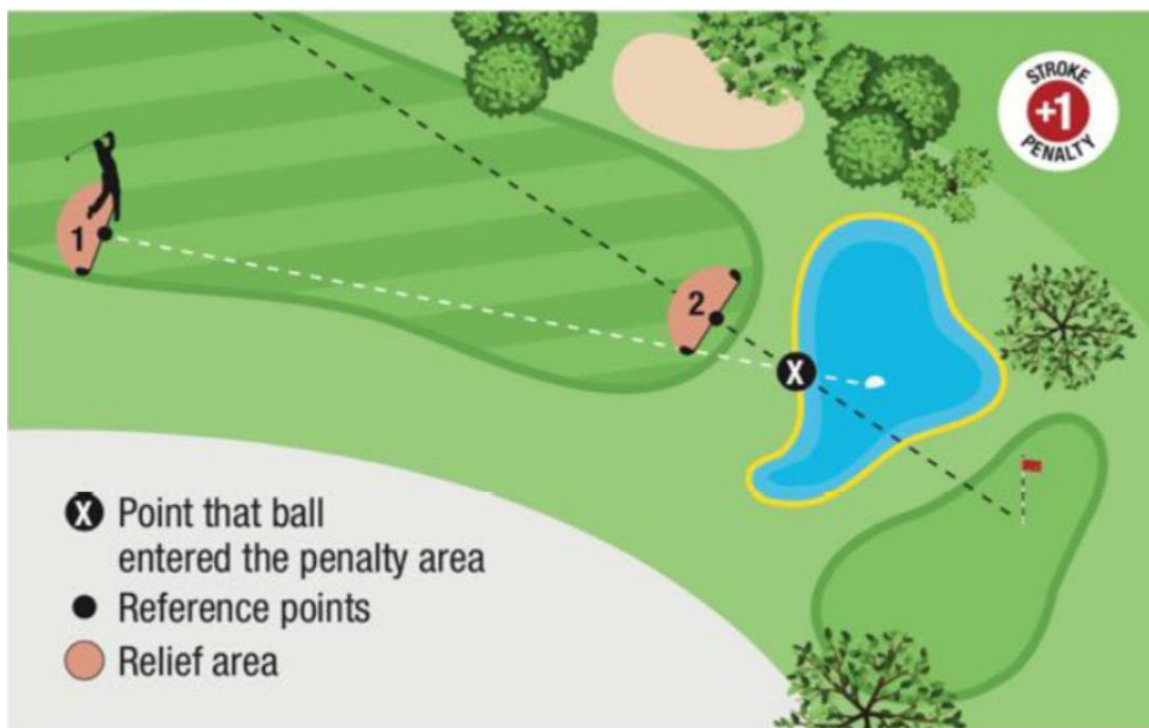 STROKE
+1
PENALTY
1
2
X
X Point that ball
entered the penalty area
Reference points
Relief area